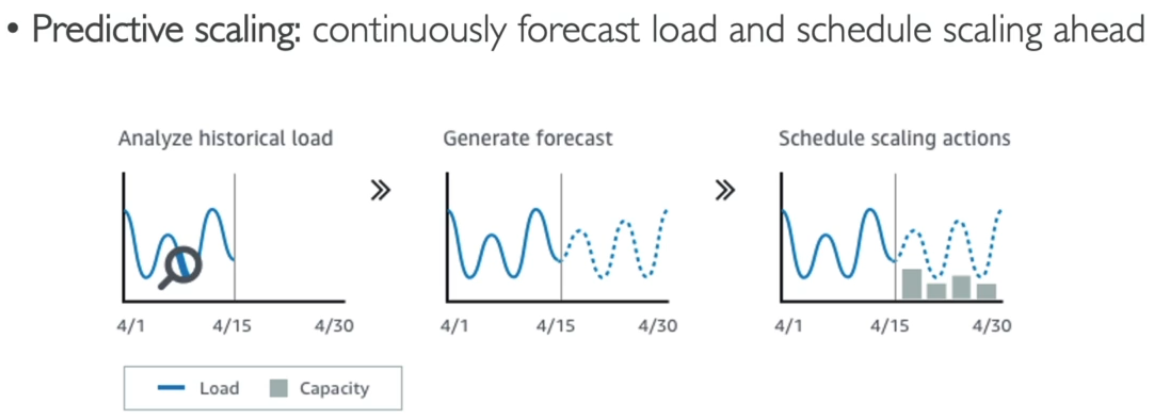 • Predictive scaling: continuously forecast load and schedule scaling ahead
Analyze historical load
Generate forecast
Schedule scaling actions
4/1 4/15 4/30
4/1 4/15 4/30
4/1 4/15 4/30
Load
Capacity